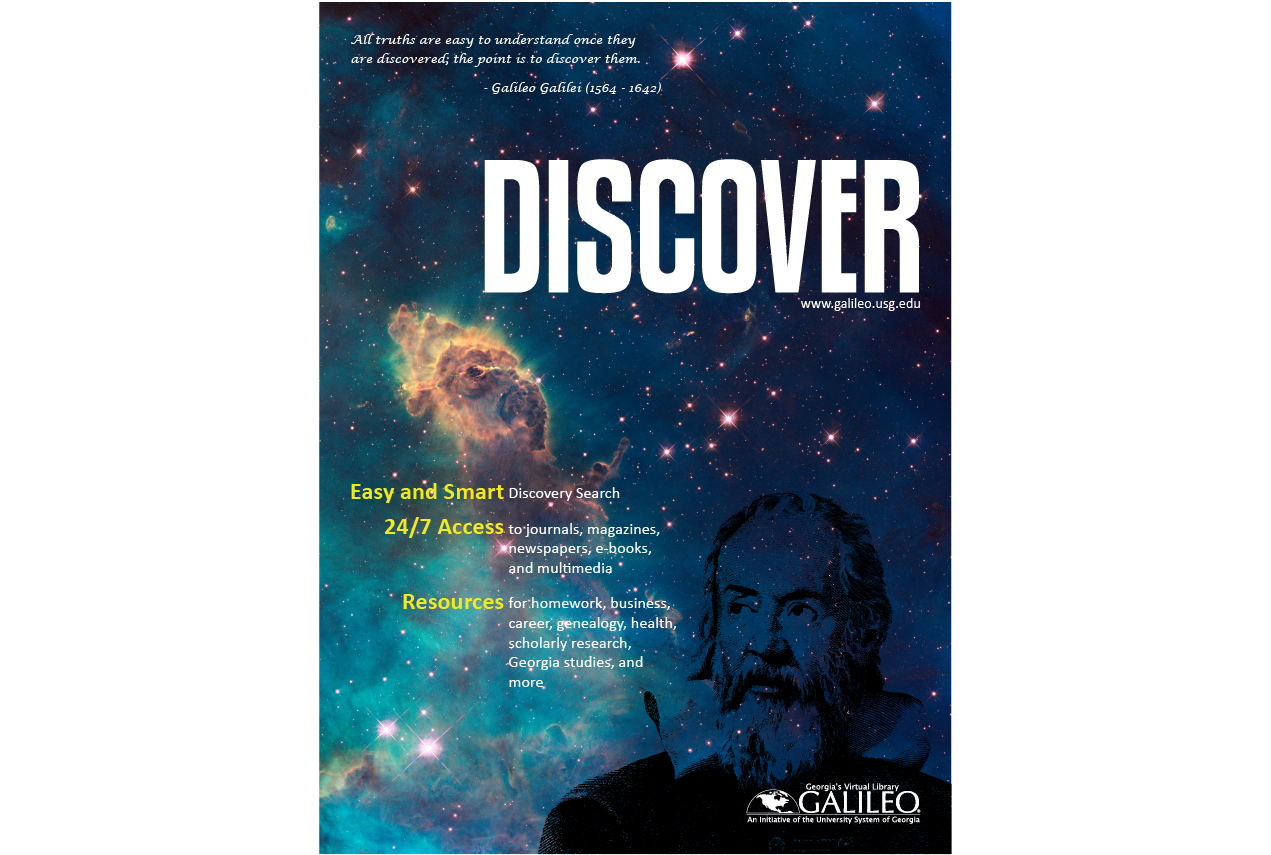 All truths are easy to understand once they
are discovered; the point is to discover them.
- Galileo Galilei (1564 - 1642)
DISCOVER
www.galileo.usg.edu
Easy and Smart Discovery Search
24/7 Access to journals, magazines,
newspapers, e-books,
and multimedia
Resources for homework, business,
career, genealogy, health,
scholarly research,
Georgia studies, and
more
Georgia's Virtual Library
GALILEO®
An Initiative of the University System of Georgia